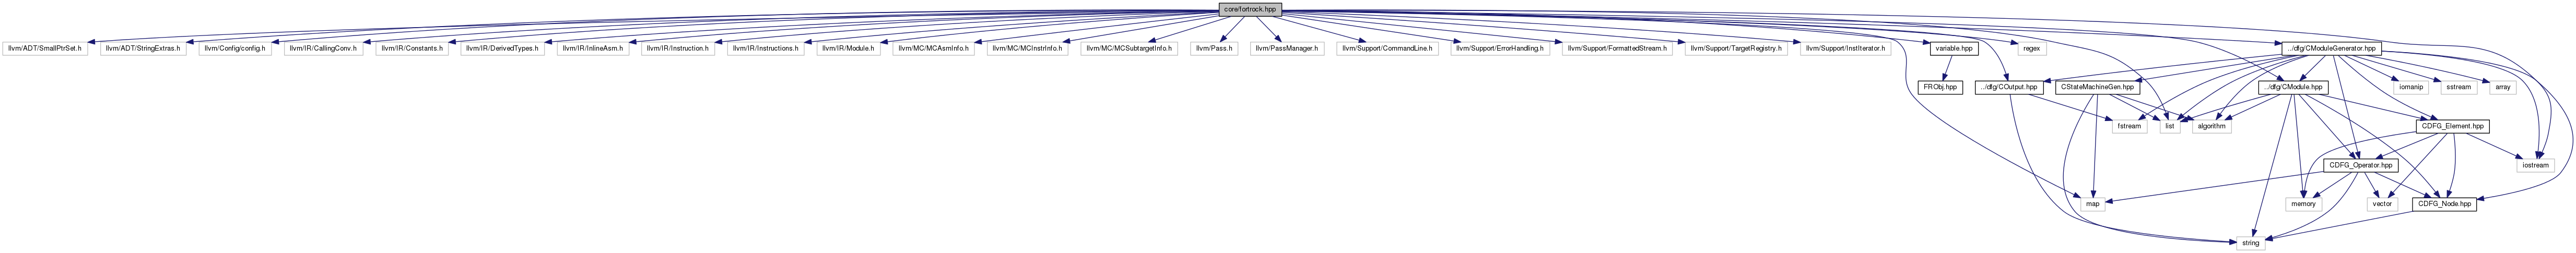 core/fortrock.hpp
llvm/ADT/SmallPtrSet.h
llvm/ADT/StringExtras.h
llvm/Config/config.h
llvm/IR/CallingConv.h
llvm/IR/Constants.h
llvm/IR/DerivedTypes.h
llvm/IR/InlineAsm.h
llvm/IR/Instruction.h
llvm/IR/Instructions.h
llvm/IR/Module.h
llvm/MC/MCAsmInfo.h
llvm/MC/MCInstrInfo.h
llvm/MC/MCSubtargetInfo.h
llvm/Pass.h
llvm/PassManager.h
llvm/Support/CommandLine.h
llvm/Support/ErrorHandling.h
llvm/Support/FormattedStream.h
llvm/Support/TargetRegistry.h
llvm/Support/InstIterator.h
variable.hpp
regex
../dfg/CModuleGenerator.hpp
FRObj.hpp
../dfg/COutput.hpp
CStateMachineGen.hpp
../dfg/CModule.hpp
iomanip
sstream
array
fstream
list
algorithm
CDFG_Element.hpp
CDFG_Operator.hpp
iostream
map
memory
vector
CDFG_Node.hpp
string